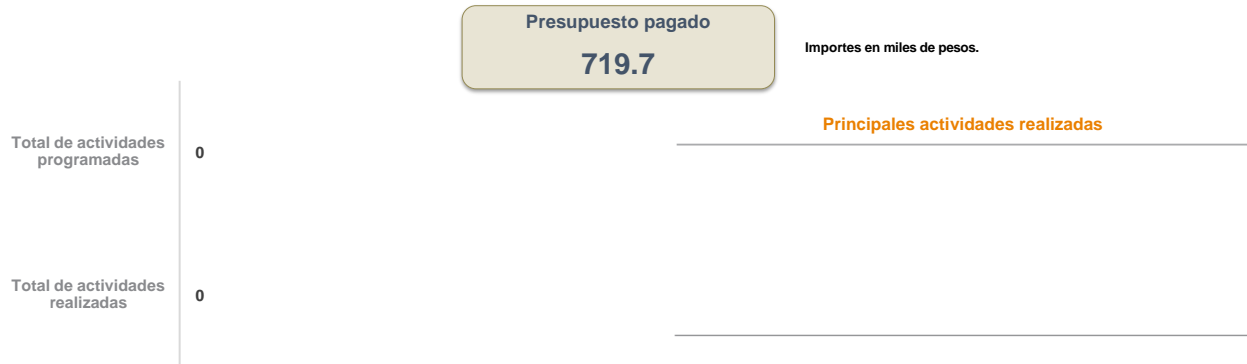 Presupuesto pagado
719.7
Importes en miles de pesos.
Principales actividades realizadas
Total de actividades
programadas
0
Total de actividades
realizadas
0